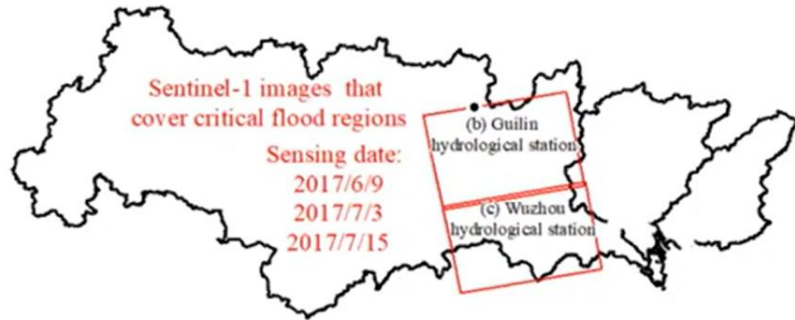 Sentinel-1 images that
cover critical flood regions
Sensing date:
2017/6/9
2017/7/3
2017/7/15
(b) Guilin
hydrological station
(c) Wuzhou
hydrological station